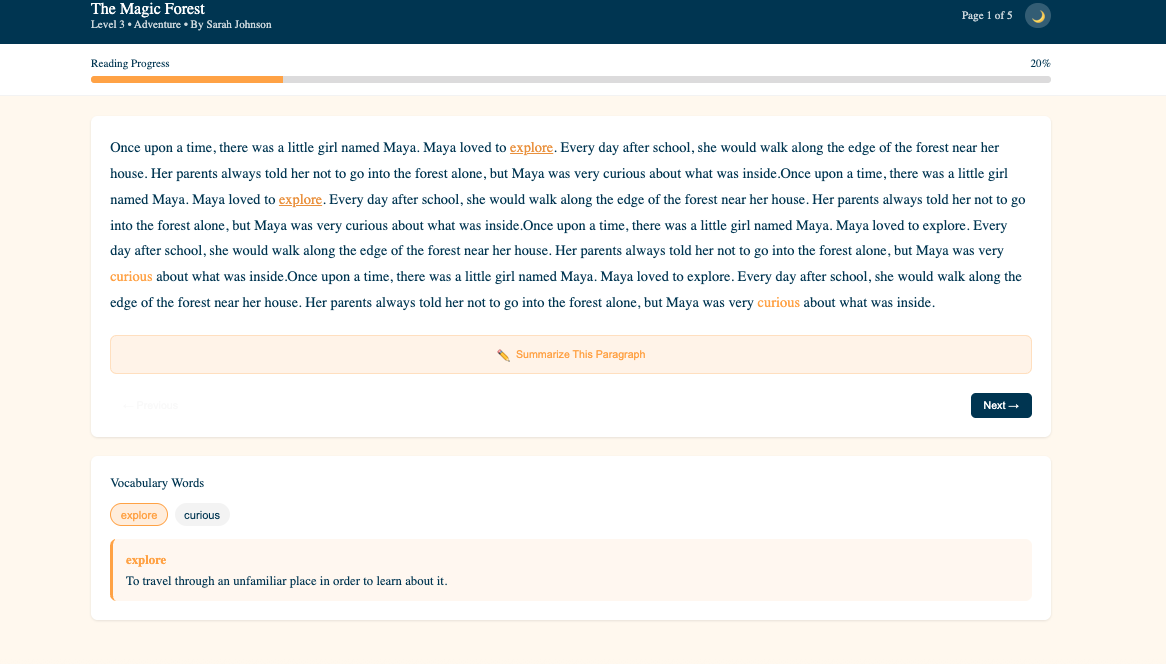 The Magic Forest
Level 3 • Adventure • By Sarah Johnson
Page 1 of 5
Reading Progress
20%
Once upon a time, there was a little girl named Maya. Maya loved to explore. Every day after school, she would walk along the edge of the forest near her
house. Her parents always told her not to go into the forest alone, but Maya was very curious about what was inside.Once upon a time, there was a little girl
named Maya. Maya loved to explore. Every day after school, she would walk along the edge of the forest near her house. Her parents always told her not to go
into the forest alone, but Maya was very curious about what was inside.Once upon a time, there was a little girl named Maya. Maya loved to explore. Every
day after school, she would walk along the edge of the forest near her house. Her parents always told her not to go into the forest alone, but Maya was very
curious about what was inside.Once upon a time, there was a little girl named Maya. Maya loved to explore. Every day after school, she would walk along the
edge of the forest near her house. Her parents always told her not to go into the forest alone, but Maya was very curious about what was inside.
✏️ Summarize This Paragraph
← Previous
Next →
Vocabulary Words
explore
curious
explore
To travel through an unfamiliar place in order to learn about it.